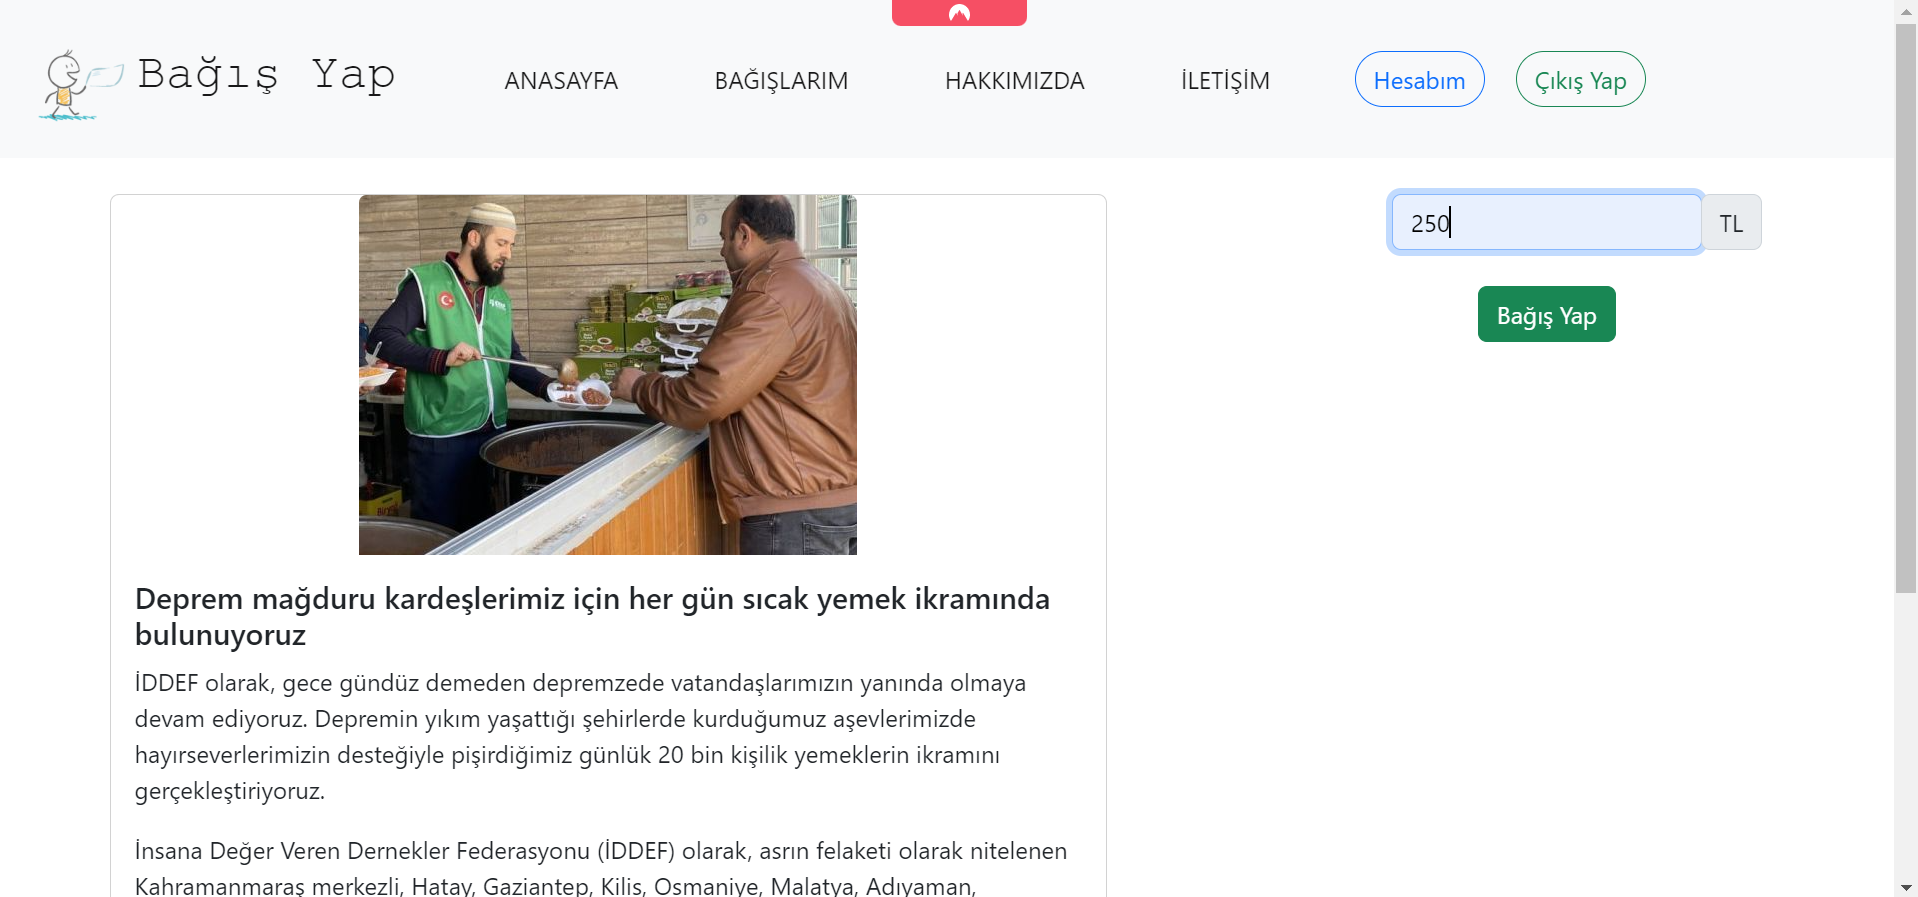 Bağış Yap
ANASAYFA
BAĞIŞLARIM
HAKKIMIZDA
İLETİŞİM
Hesabım
Çıkış Yap
250
TL
Bağış Yap
Deprem mağduru kardeşlerimiz için her gün sıcak yemek ikramında
bulunuyoruz
İDDEF olarak, gece gündüz demeden depremzede vatandaşlarımızın yanında olmaya
devam ediyoruz. Depremin yıkım yaşattığı şehirlerde kurduğumuz aşevlerimizde
hayırseverlerimizin desteğiyle pişirdiğimiz günlük 20 bin kişilik yemeklerin ikramını
gerçekleştiriyoruz.
İnsana Değer Veren Dernekler Federasyonu (İDDEF) olarak, asrın felaketi olarak nitelenen
Kahramanmaraş merkezli, Hatay, Gaziantep, Kilis, Osmaniye, Malatya, Adıyaman,